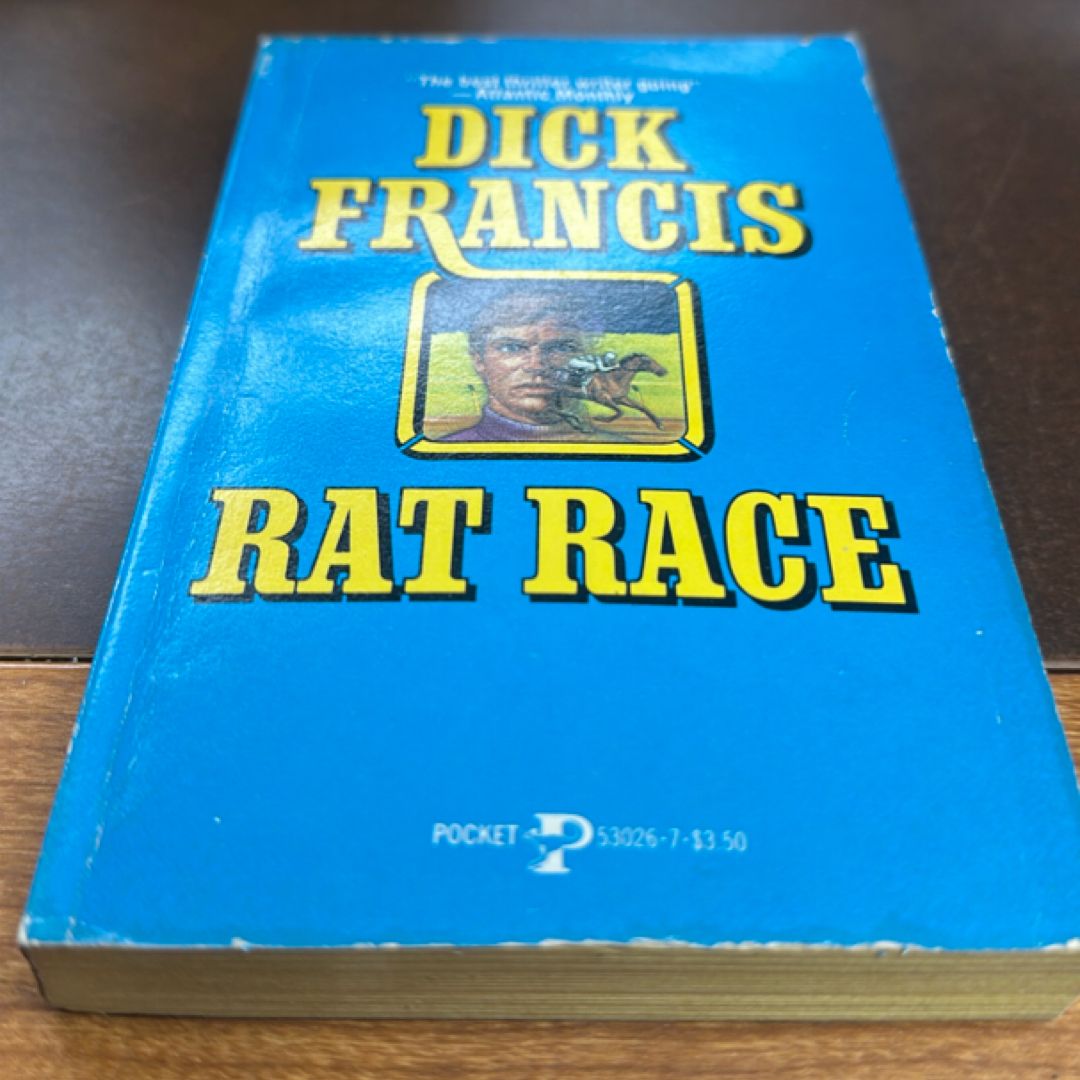 "The best thriller writer going"
— Atlantic Monthly
DICK
FRANCIS
RAT RACE
POCKET P 53026-7-$3.50